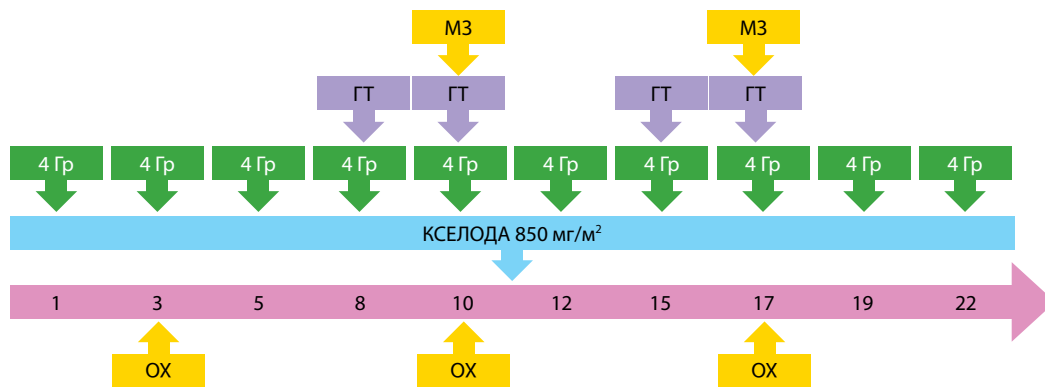 МЗ МЗ
ГТ ГТ ГТ ГТ
4 Гр 4 Гр 4 Гр 4 Гр 4 Гр 4 Гр 4 Гр 4 Гр 4 Гр 4 Гр
КСЕЛОДА 850 мг/м²
1 3 5 8 10 12 15 17 19 22
ОХ ОХ ОХ